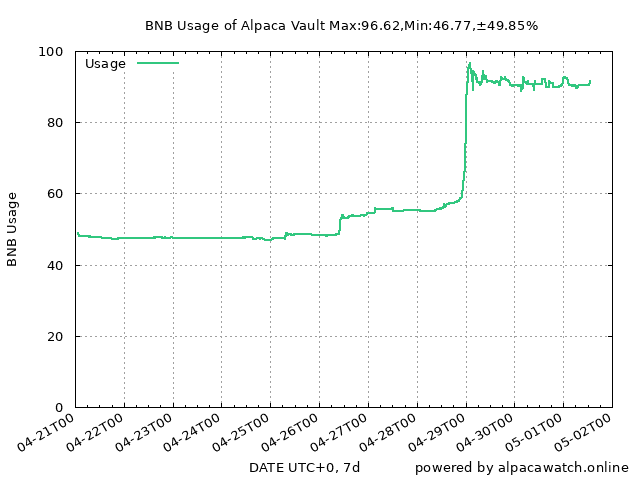 BNB Usage of Alpaca Vault Max:96.62,Min:46.77,±49.85%
Usage
BNB Usage
100
80
60
40
20
0
04-21T00
04-22T00
04-23T00
04-24T00
04-25T00
04-26T00
04-27T00
04-28T00
04-29T00
04-30T00
05-01T00
05-02T00
DATE UTC+0, 7d
powered by alpacawatch.online